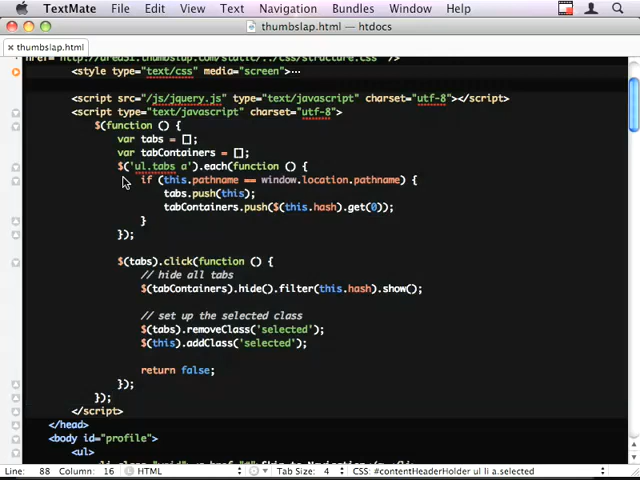 TextMate File Edit View Text Navigation Bundles Window Help
thumbslap.html — htdocs
× thumbslap.html
<style type="text/css" media="screen">…
<script src="/js/jquery.js" type="text/javascript" charset="utf-8"></script>
<script type="text/javascript" charset="utf-8">
$(function () {
var tabs = [];
var tabContainers = [];
$('ul.tabs a').each(function () {
if (this.pathname == window.location.pathname) {
tabs.push(this);
tabContainers.push($(this.hash).get(0));
}
});
$(tabs).click(function () {
// hide all tabs
$(tabContainers).hide().filter(this.hash).show();
// set up the selected class
$(tabs).removeClass('selected');
$(this).addClass('selected');
return false;
});
});
</script>
</head>
<body id="profile">
<ul>
Line: 88 Column: 16 HTML Tab Size: 4 CSS: #contentHeaderHolder ul li a.selected